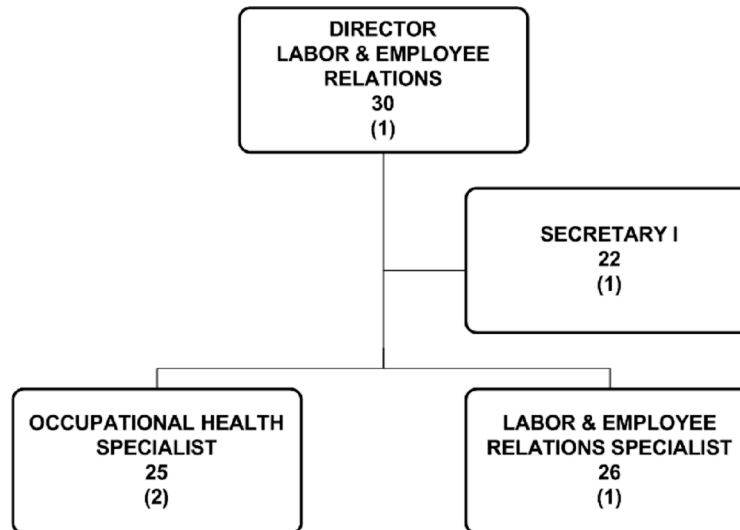 DIRECTOR
LABOR & EMPLOYEE
RELATIONS
30
(1)
SECRETARY I
22
(1)
OCCUPATIONAL HEALTH
SPECIALIST
25
(2)
LABOR & EMPLOYEE
RELATIONS SPECIALIST
26
(1)